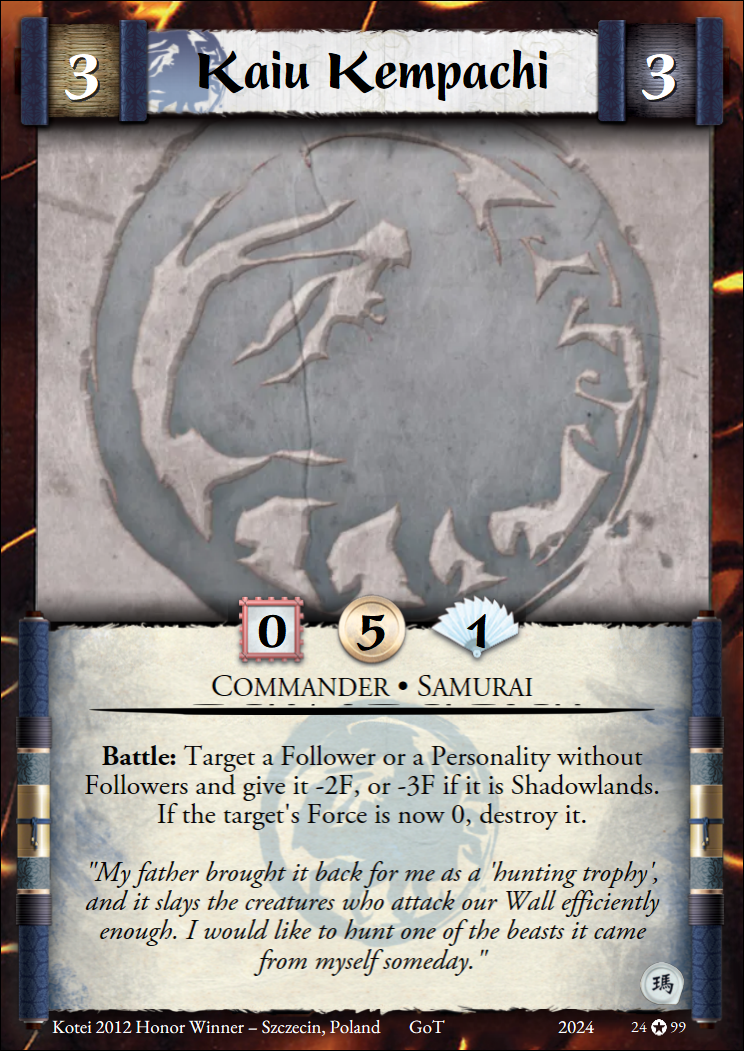 3
Kaiu Kempachi
3
0
5
1
Commander • Samurai
Battle: Target a Follower or a Personality without
Followers and give it -2F, or -3F if it is Shadowlands.
If the target's Force is now 0, destroy it.
"My father brought it back for me as a 'hunting trophy',
and it slays the creatures who attack our Wall efficiently
enough. I would like to hunt one of the beasts it came
from myself someday."
瑪
Kotei 2012 Honor Winner – Szczecin, Poland GoT 2024 24 ✪ 99